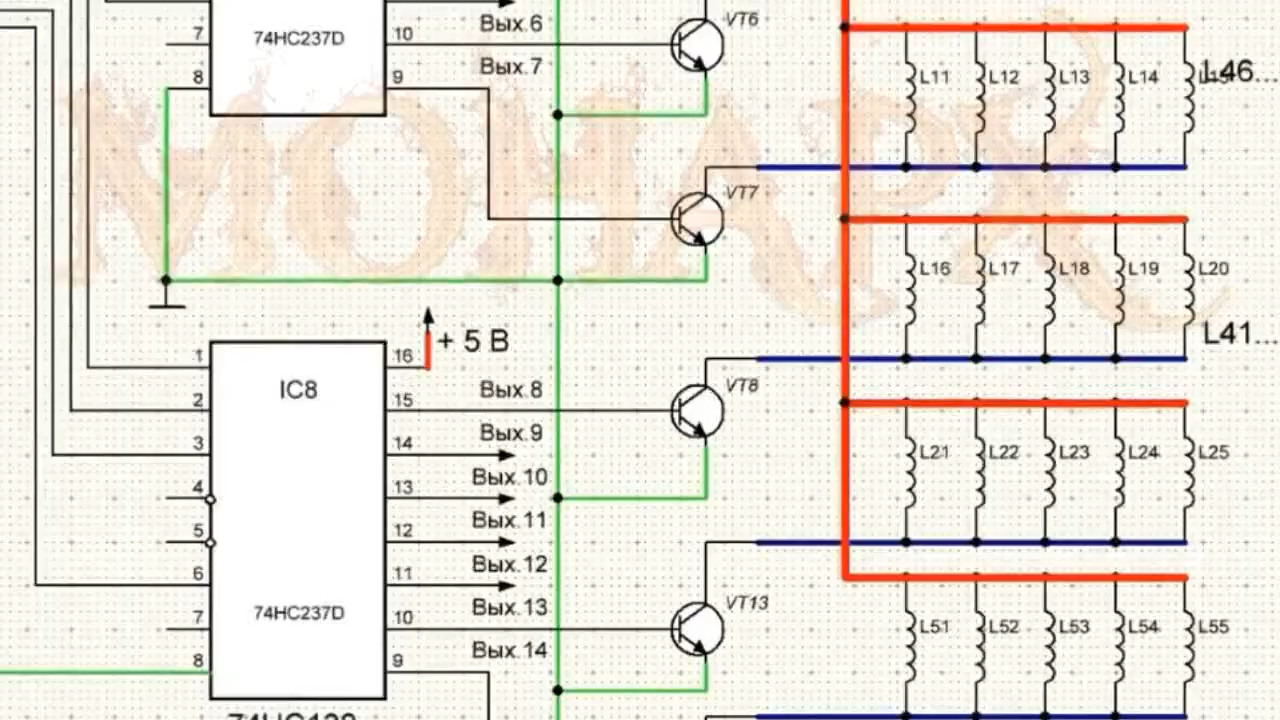 Вых.6
VT6
7
74HC237D
10
Вых.7
8
9
L11 L12 L13 L14
L46...
МОНАРХ
VT7
L16 L17 L18 L19 L20
+ 5 В
L41...
1
16
IC8
VT8
2
15
Вых.8
3
14
Вых.9
L21 L22 L23 L24 L25
4
13
Вых.10
5
12
Вых.11
6
11
Вых.12
7
74HC237D
10
Вых.13
VT13
8
9
Вых.14
L51 L52 L53 L54 L55